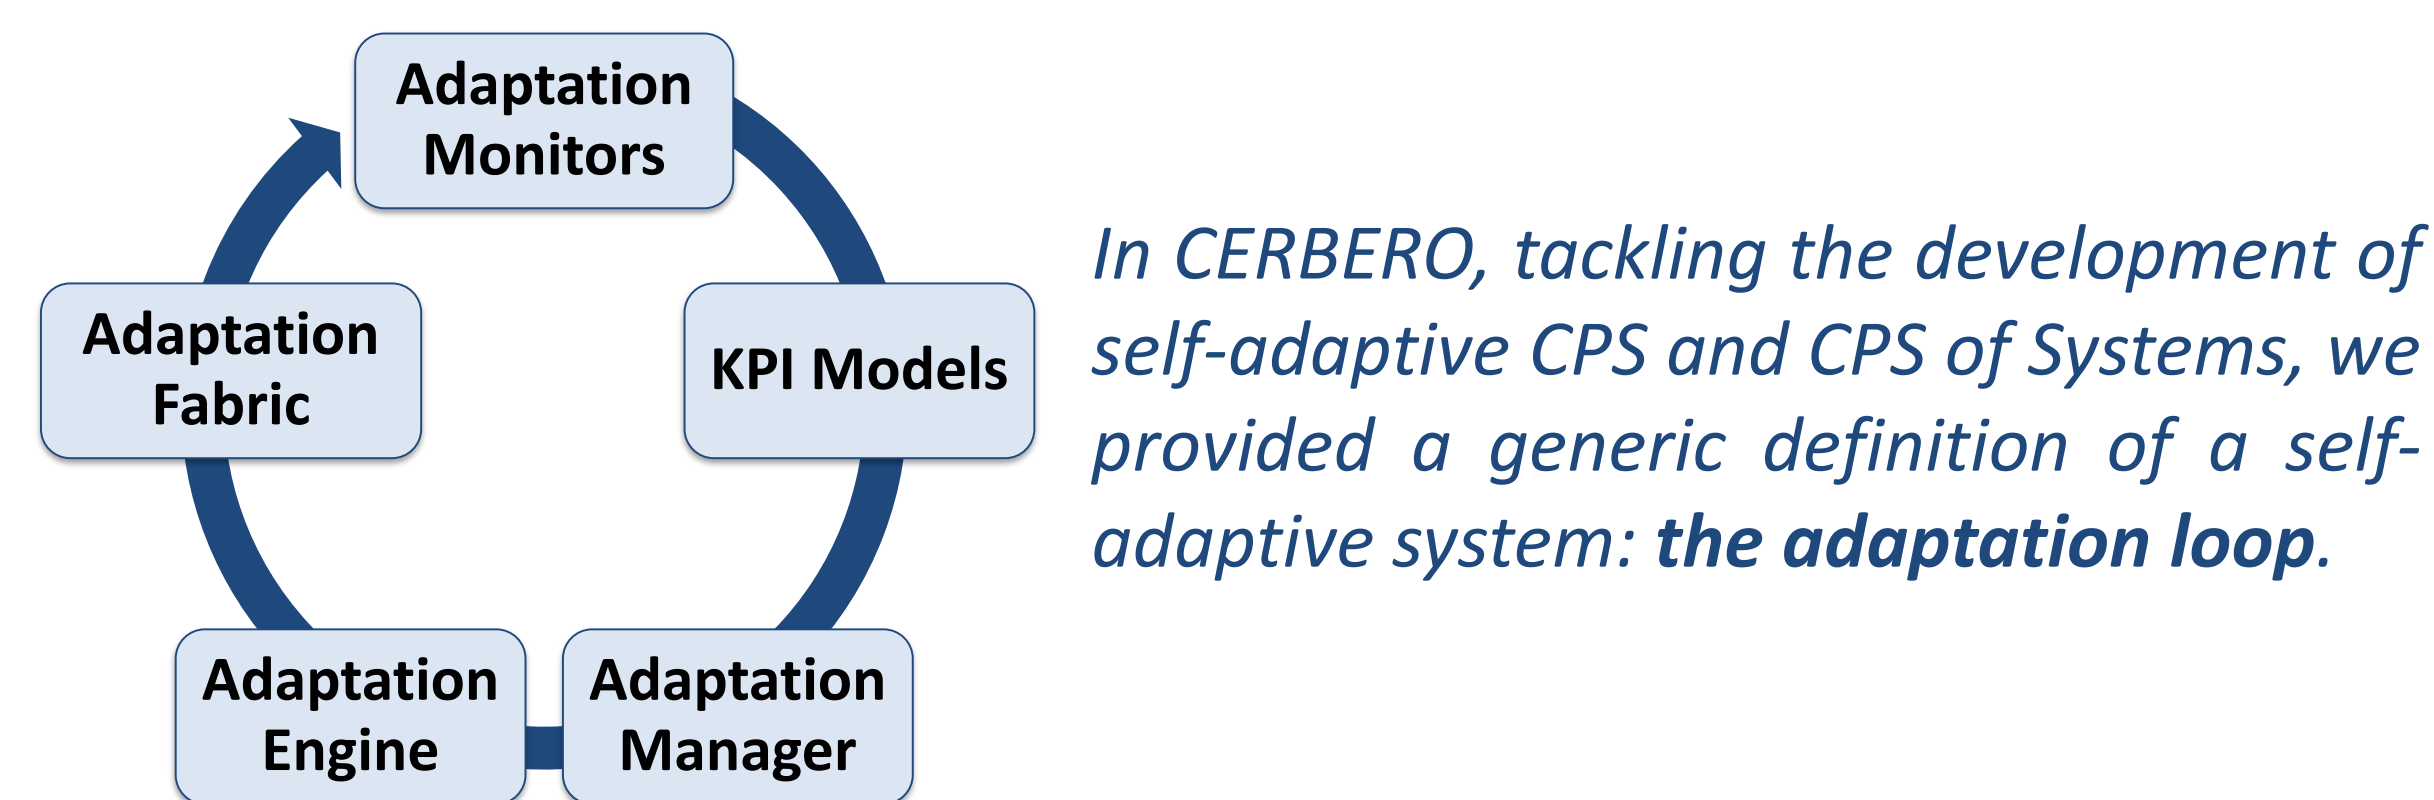 Adaptation
Monitors
Adaptation
Fabric
KPI Models
Adaptation
Engine
Adaptation
Manager
In CERBERO, tackling the development of
self-adaptive CPS and CPS of Systems, we
provided a generic definition of a self-
adaptive system: the adaptation loop.